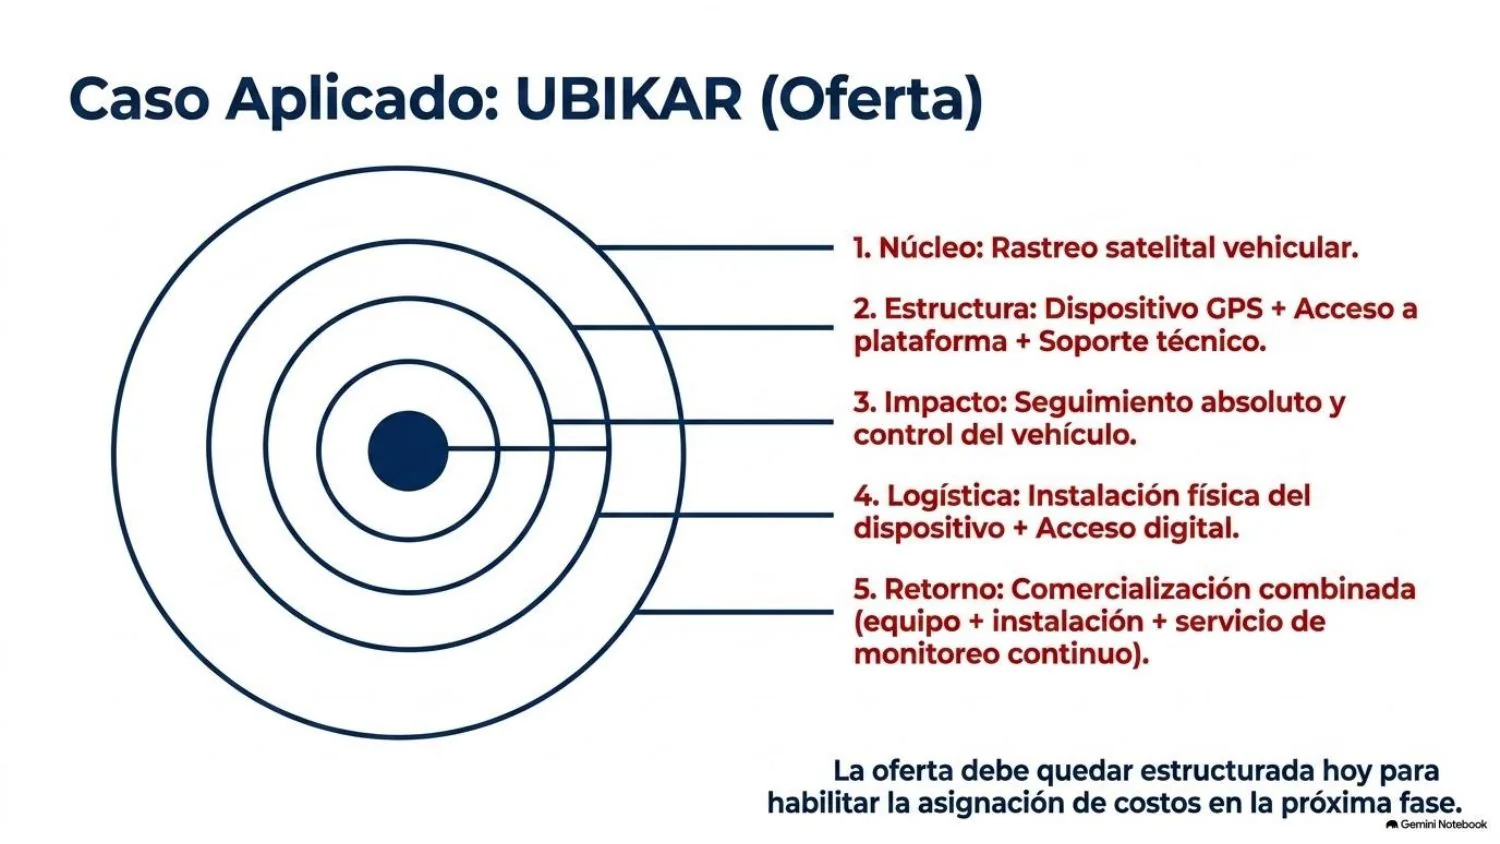 Caso Aplicado: UBIKAR (Oferta)
1. Núcleo: Rastreo satelital vehicular.
2. Estructura: Dispositivo GPS + Acceso a
plataforma + Soporte técnico.
3. Impacto: Seguimiento absoluto y
control del vehículo.
4. Logística: Instalación física del
dispositivo + Acceso digital.
5. Retorno: Comercialización combinada
(equipo + instalación + servicio de
monitoreo continuo).
La oferta debe quedar estructurada hoy para
habilitar la asignación de costos en la próxima fase.
Gemini Notebook